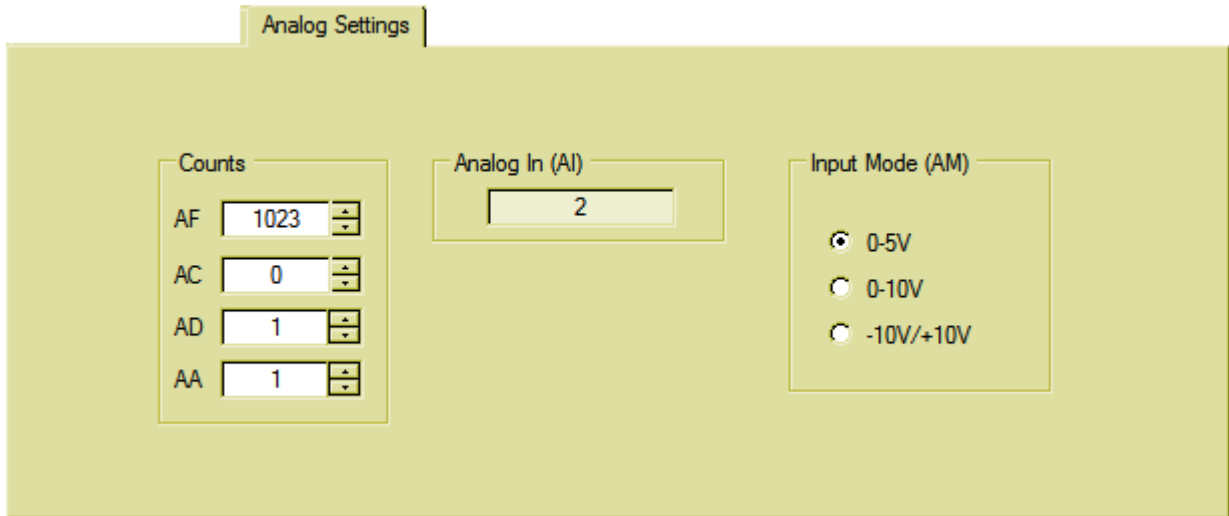 Analog Settings
Counts
AF 1023
AC 0
AD 1
AA 1
Analog In (AI)
2
Input Mode (AM)
0-5V
0-10V
-10V/+10V